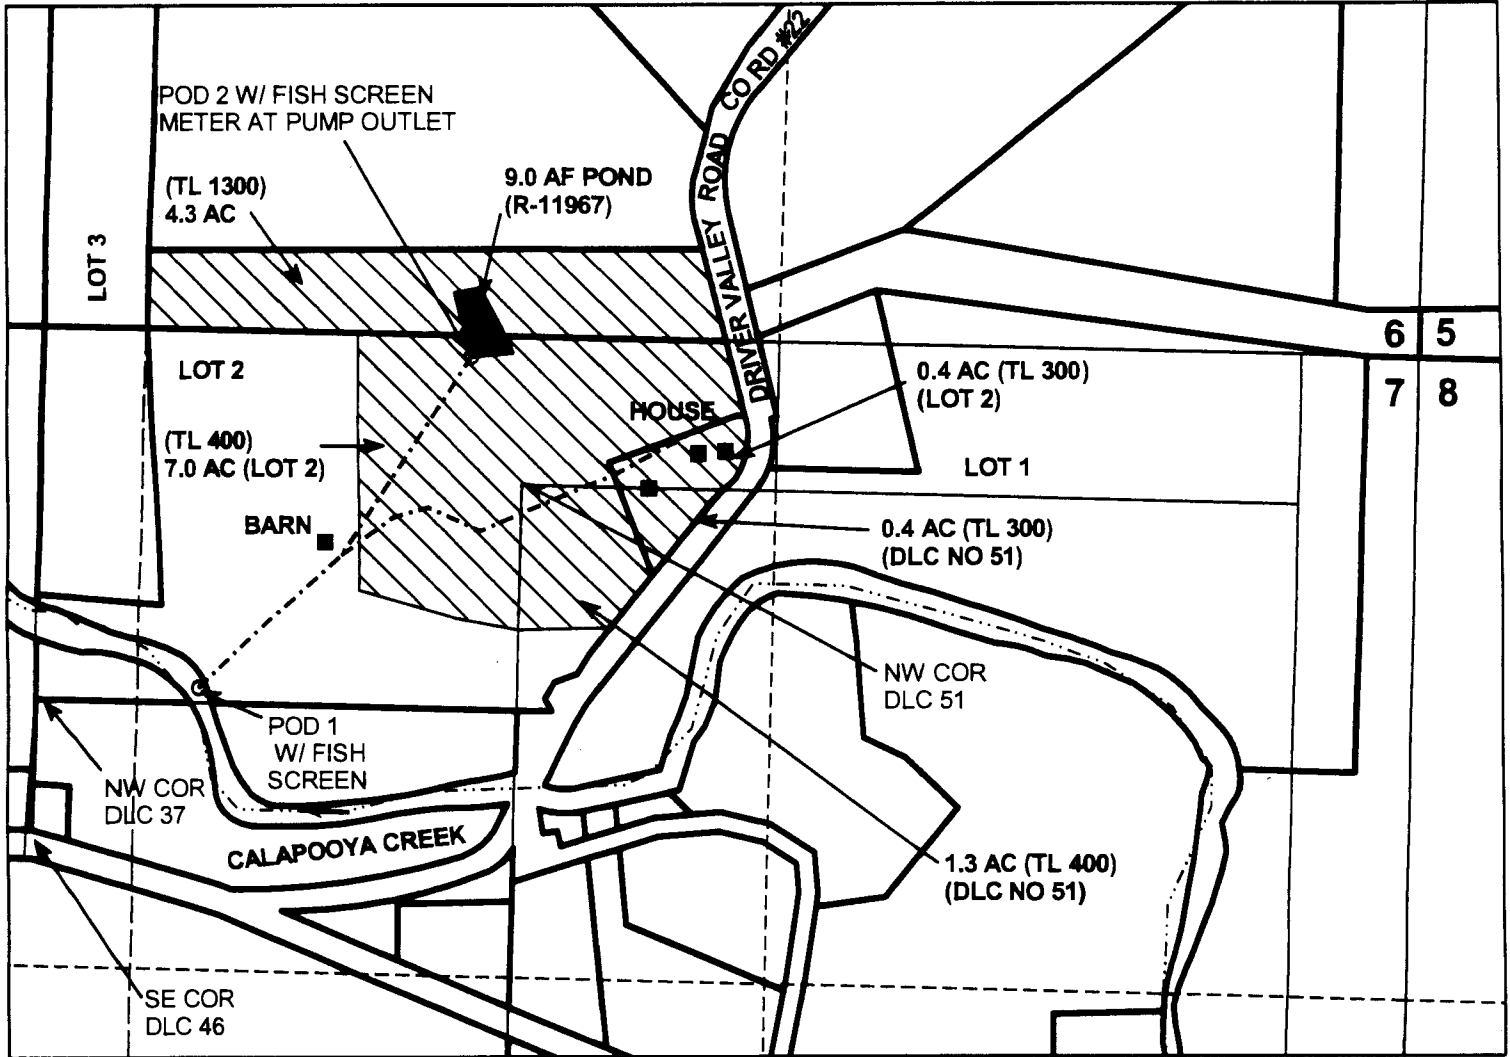 DRIVER VALLEY ROAD CO RD #22
POD 2 W/ FISH SCREEN
METER AT PUMP OUTLET
(TL 1300)
4.3 AC
9.0 AF POND
(R-11967)
LOT 3
6 5
7 8
LOT 2
0.4 AC (TL 300)
(LOT 2)
HOUSE
(TL 400)
7.0 AC (LOT 2)
LOT 1
BARN
0.4 AC (TL 300)
(DLC NO 51)
NW COR
DLC 51
POD 1
W/ FISH
SCREEN
NW COR
DLC 37
CALAPOOYA CREEK
1.3 AC (TL 400)
(DLC NO 51)
SE COR
DLC 46